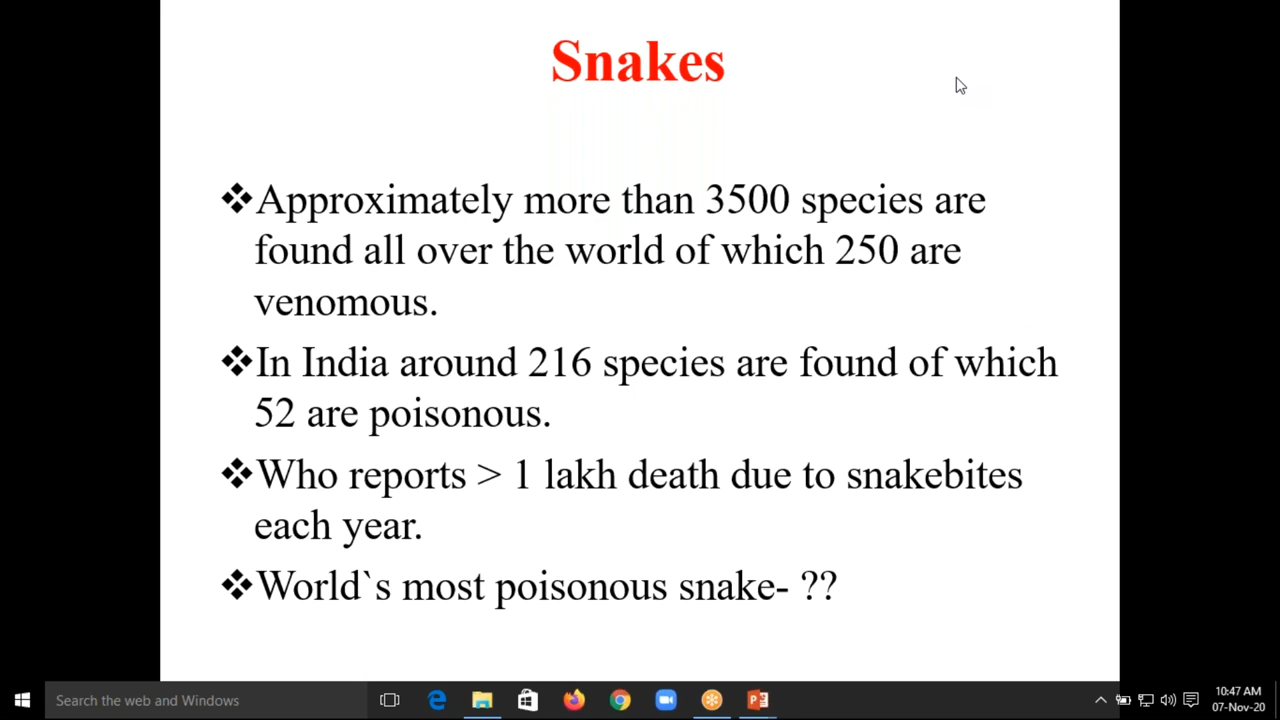 Snakes
❖Approximately more than 3500 species are
found all over the world of which 250 are
venomous.
❖In India around 216 species are found of which
52 are poisonous.
❖Who reports > 1 lakh death due to snakebites
each year.
❖World`s most poisonous snake- ??
Search the web and Windows
10:47 AM
07-Nov-20